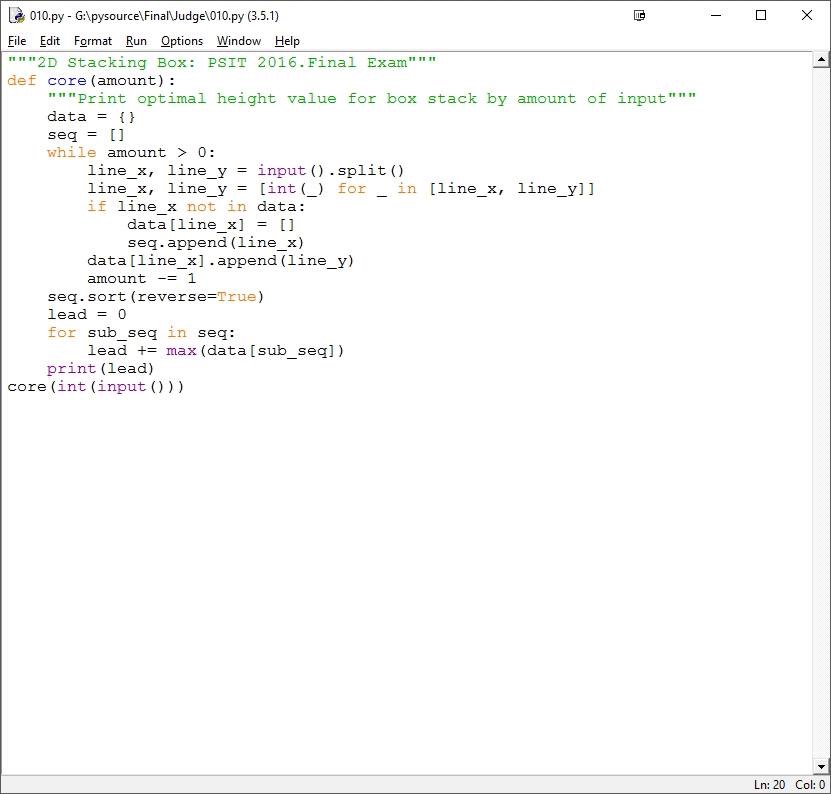 010.py - G:\pysource\Final\Judge\010.py (3.5.1)
File Edit Format Run Options Window Help
"""2D Stacking Box: PSIT 2016.Final Exam"""
def core(amount):
    """Print optimal height value for box stack by amount of input"""
    data = {}
    seq = []
    while amount > 0:
        line_x, line_y = input().split()
        line_x, line_y = [int(_) for _ in [line_x, line_y]]
        if line_x not in data:
            data[line_x] = []
            seq.append(line_x)
        data[line_x].append(line_y)
        amount -= 1
    seq.sort(reverse=True)
    lead = 0
    for sub_seq in seq:
        lead += max(data[sub_seq])
    print(lead)
core(int(input()))
Ln: 20 Col: 0